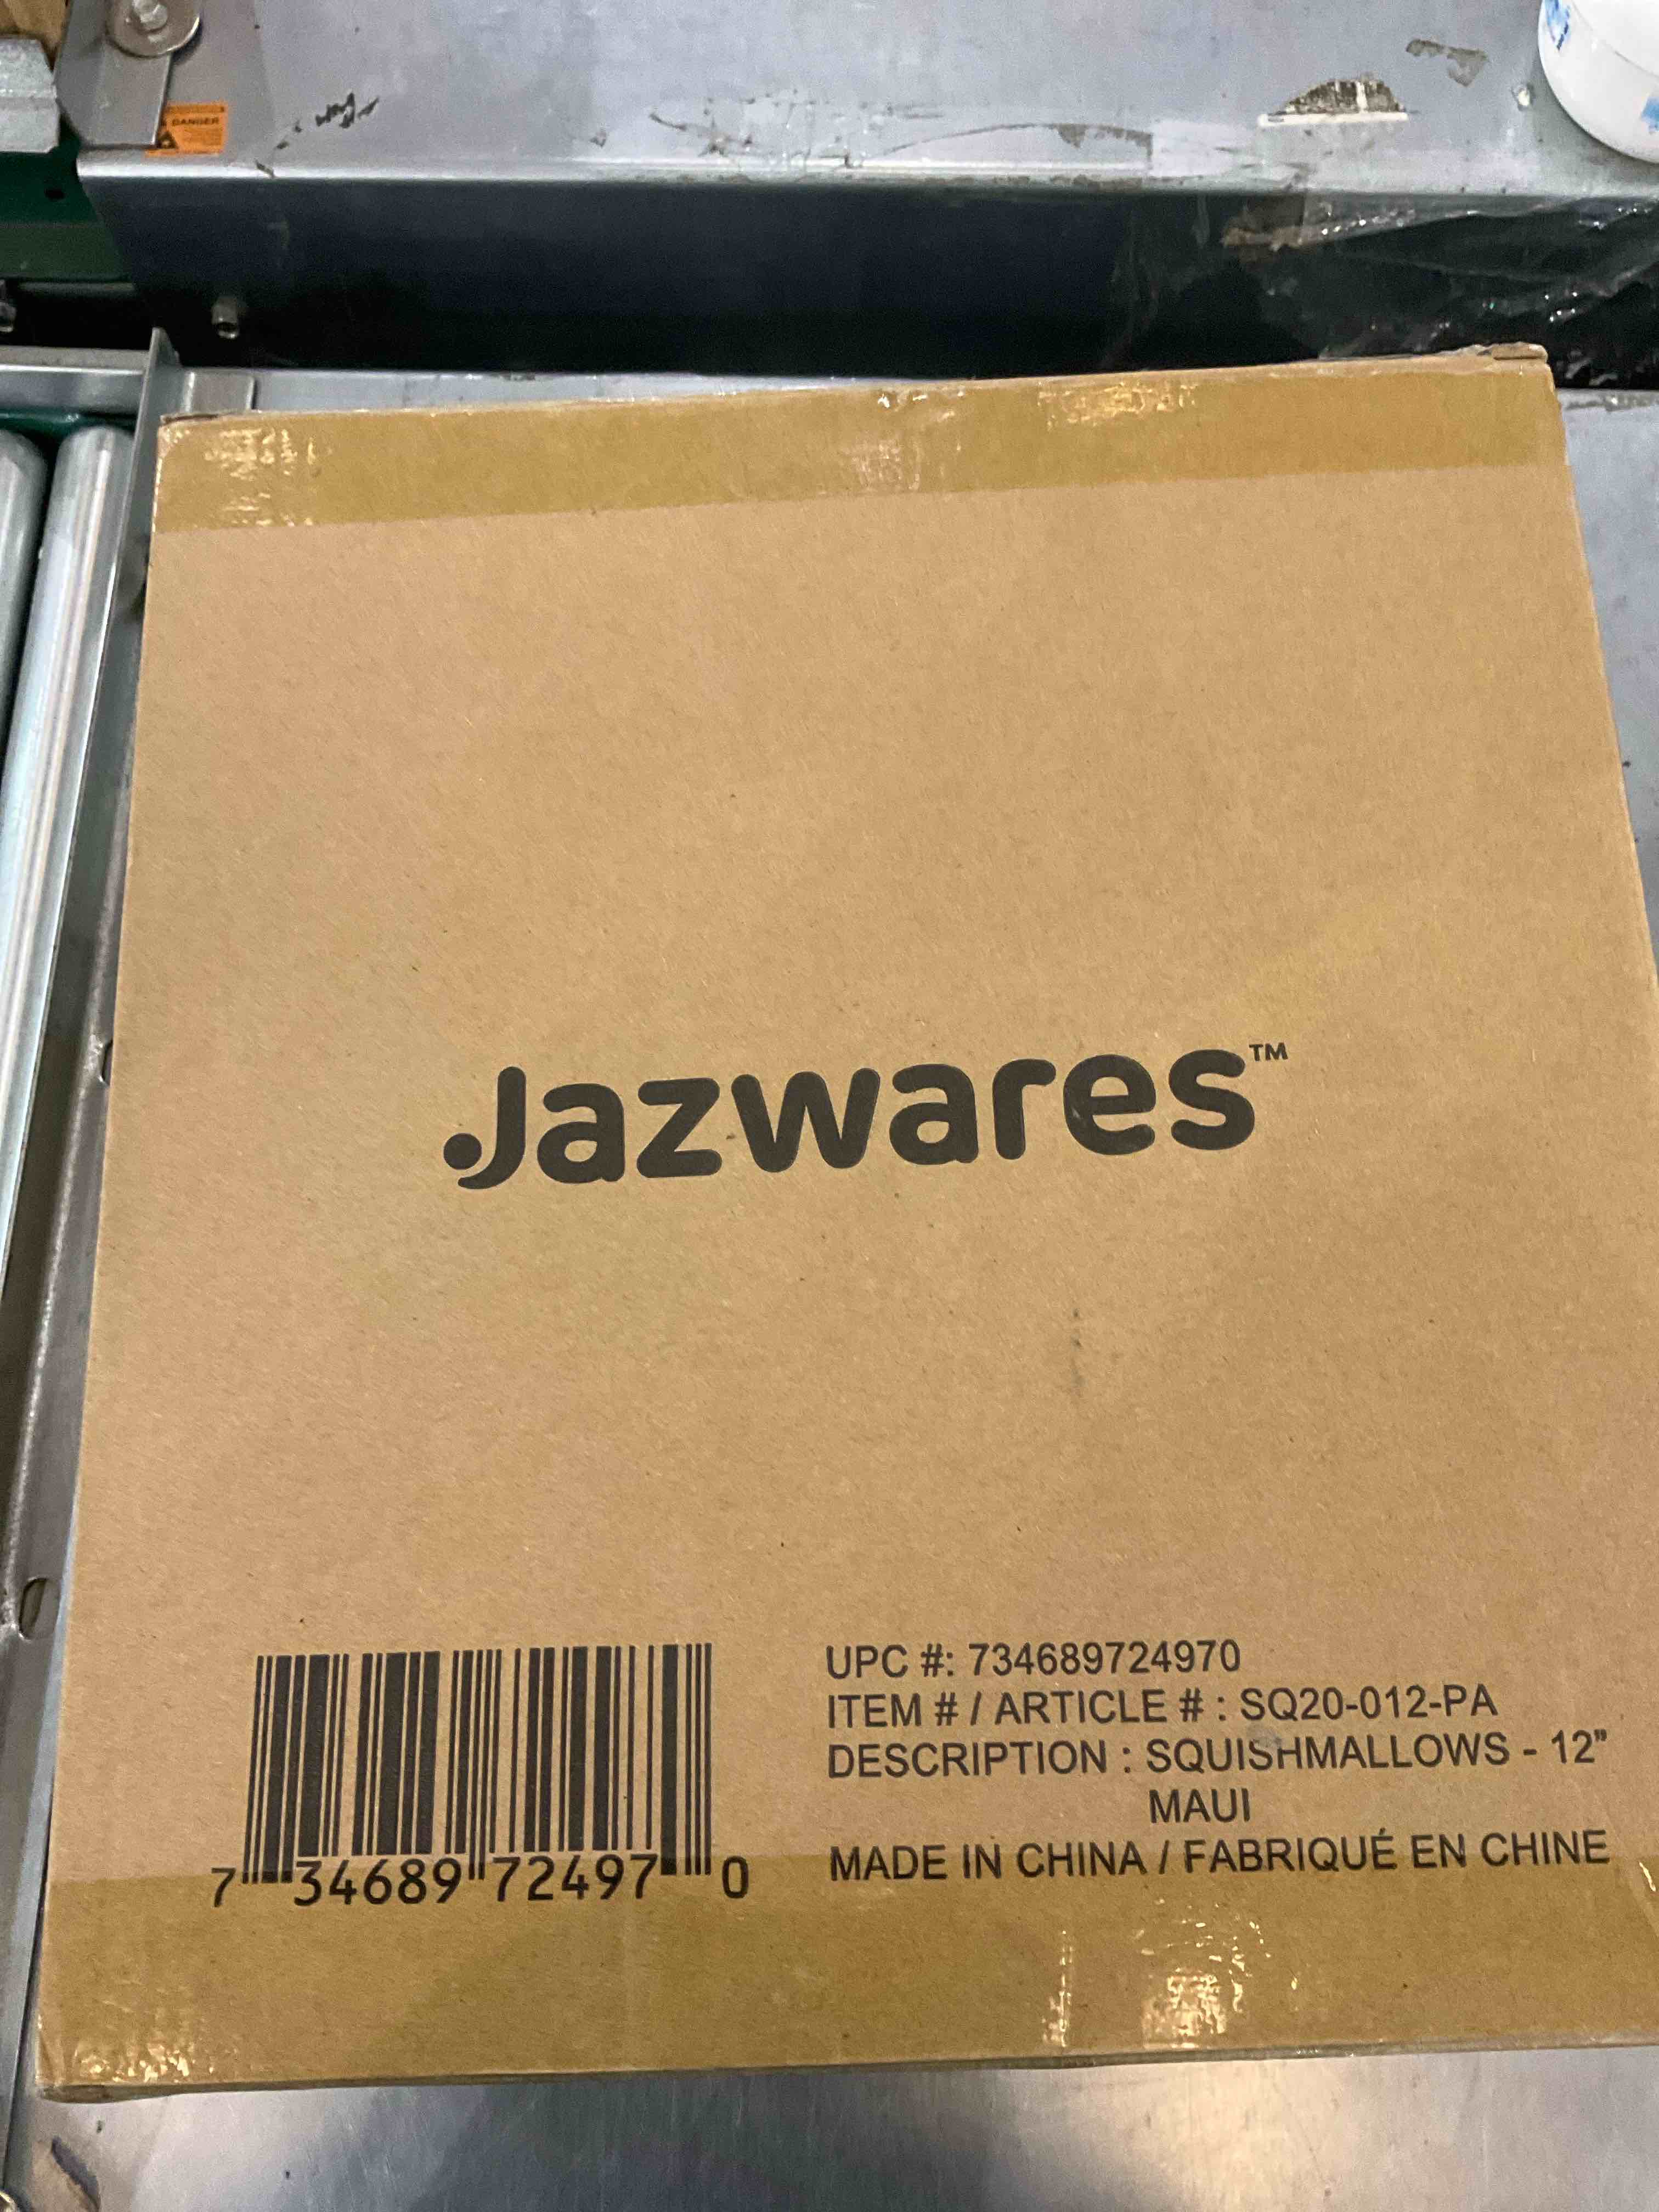 DANGER
Jazwares™
UPC #: 734689724970
ITEM # / ARTICLE # : SQ20-012-PA
DESCRIPTION : SQUISHMALLOWS - 12"
MAUI
MADE IN CHINA / FABRIQUÉ EN CHINE
7 34689 72497 0